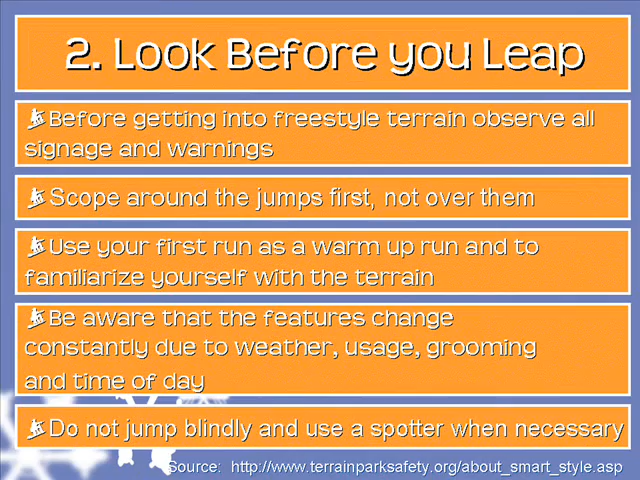 2. Look Before you Leap
Before getting into freestyle terrain observe all
signage and warnings
Scope around the jumps first, not over them
Use your first run as a warm up run and to
familiarize yourself with the terrain
Be aware that the features change
constantly due to weather, usage, grooming
and time of day
Do not jump blindly and use a spotter when necessary
Source: http://www.terrainparksafety.org/about_smart_style.asp